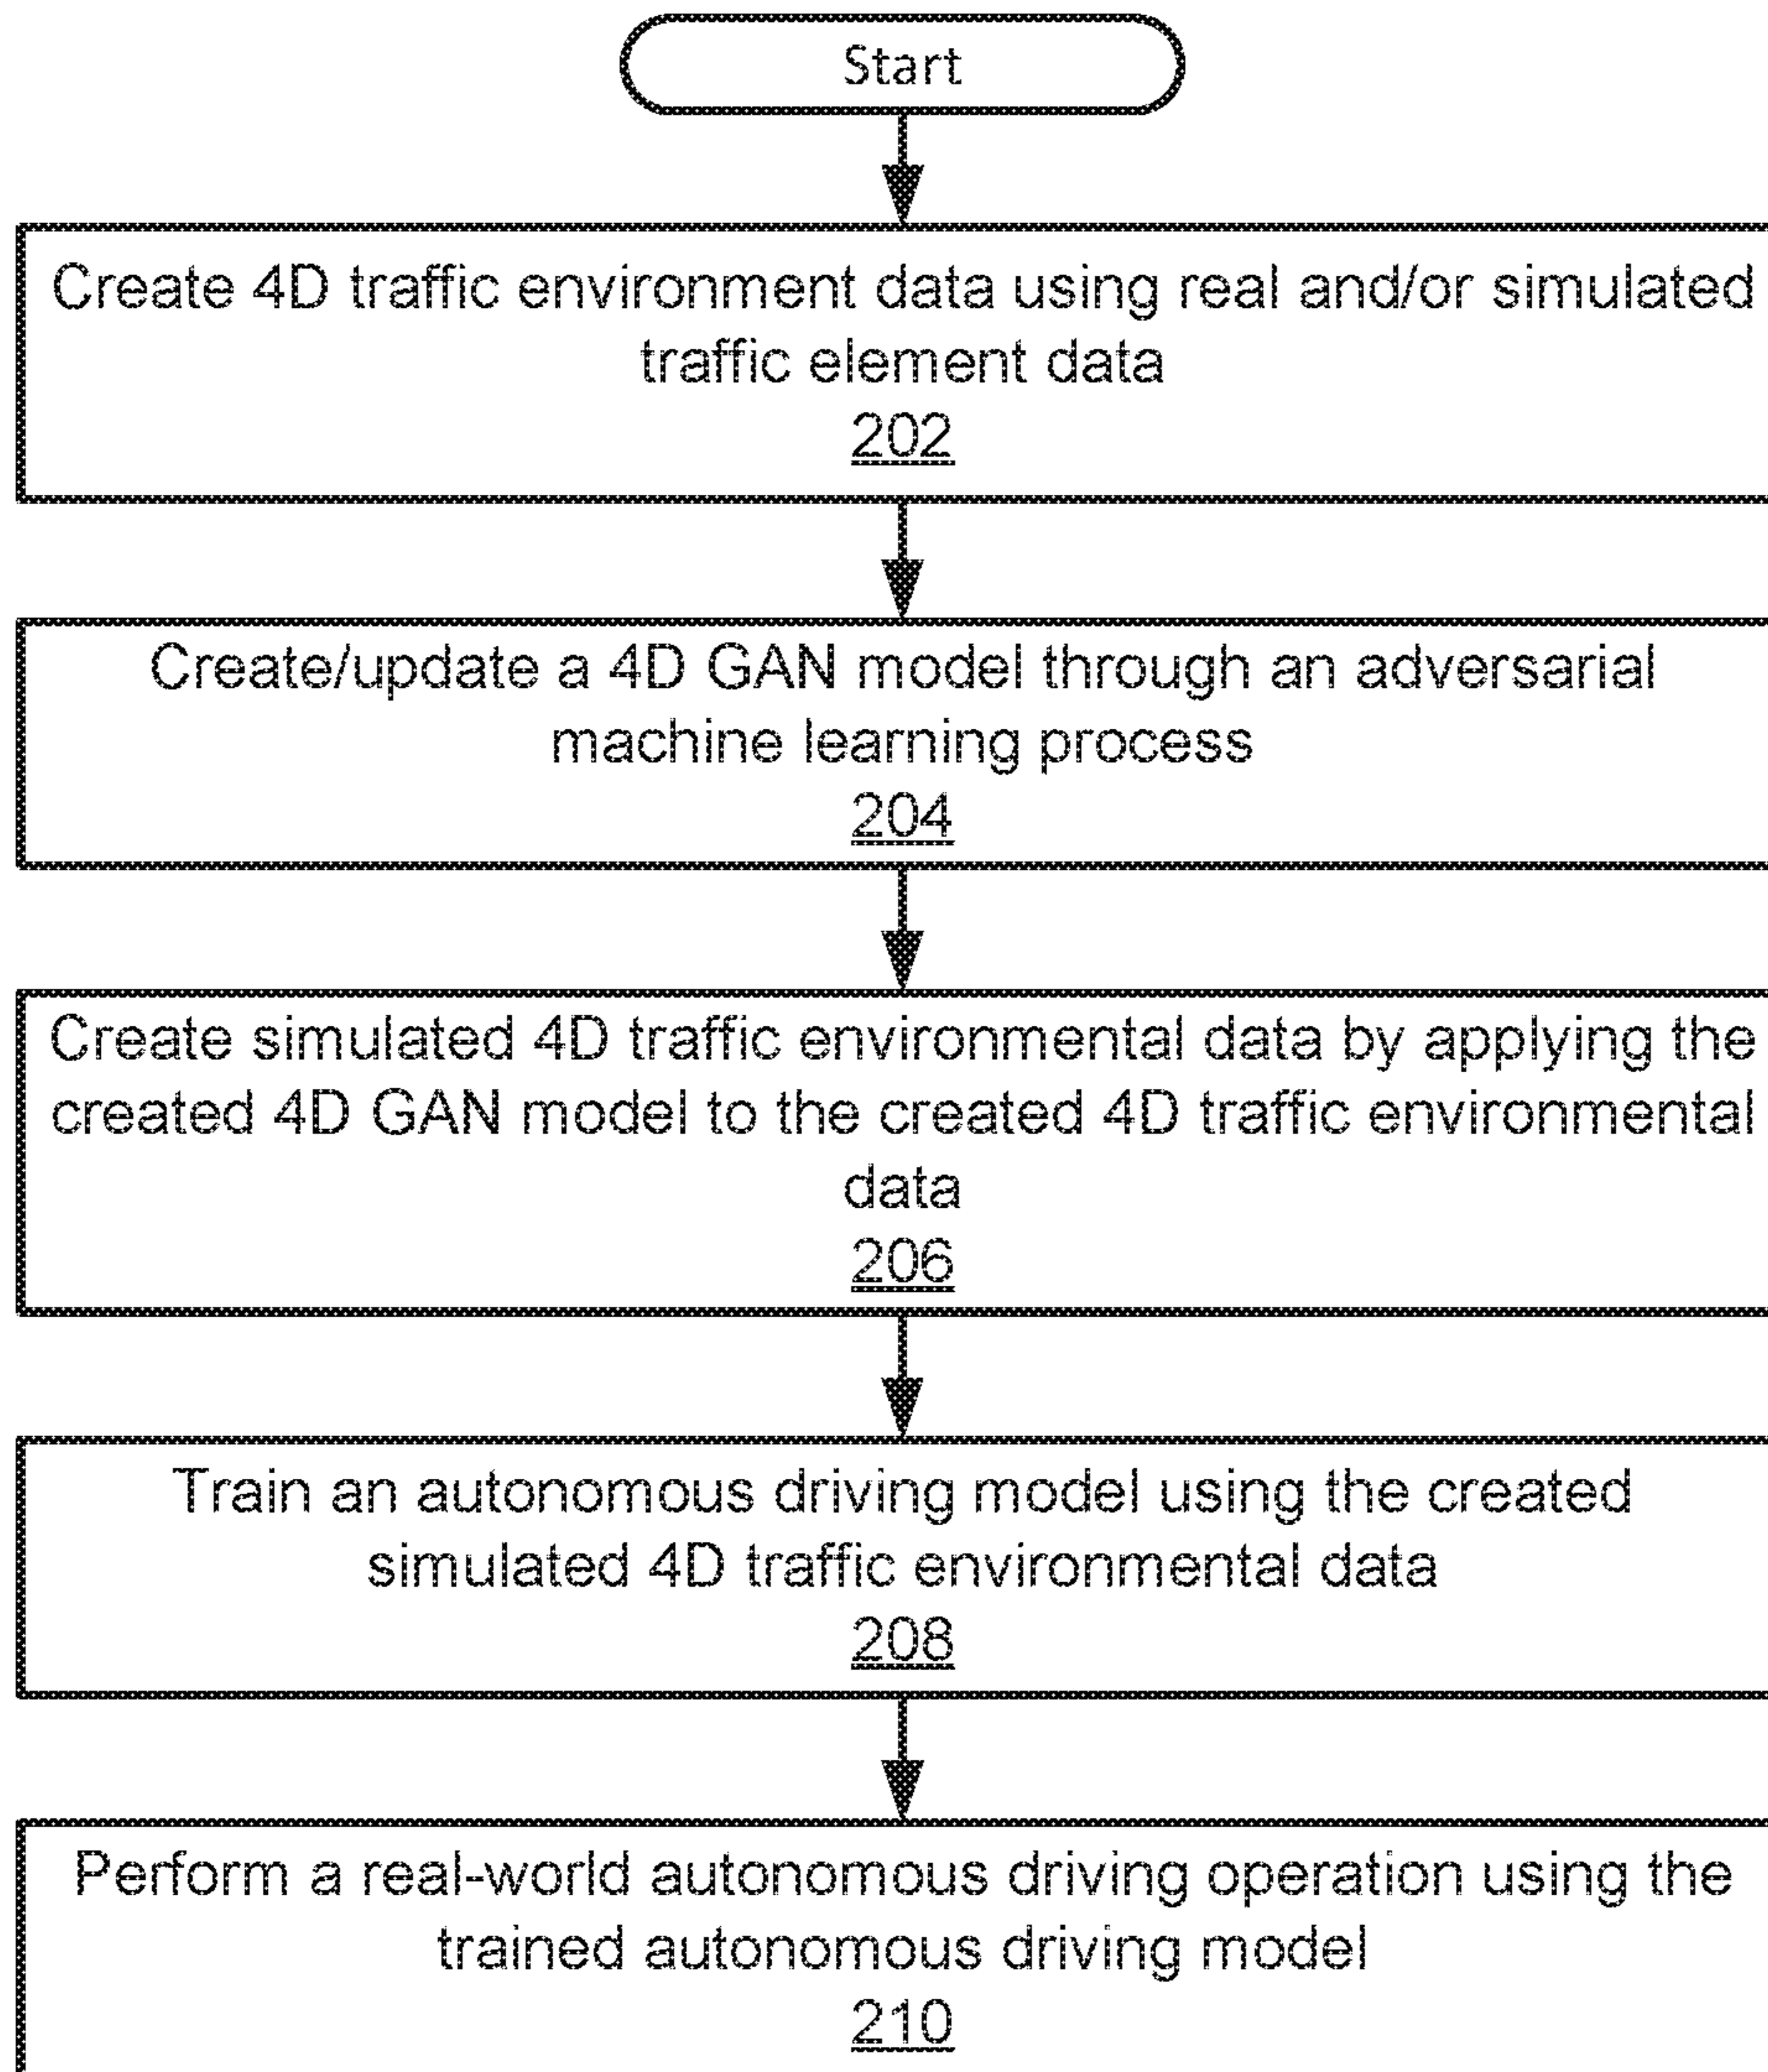 Start
Create 4D traffic environment data using real and/or simulated
traffic element data
202
Create/update a 4D GAN model through an adversarial
machine learning process
204
Create simulated 4D traffic environmental data by applying the
created 4D GAN model to the created 4D traffic environmental
data
206
Train an autonomous driving model using the created
simulated 4D traffic environmental data
208
Perform a real-world autonomous driving operation using the
trained autonomous driving model
210